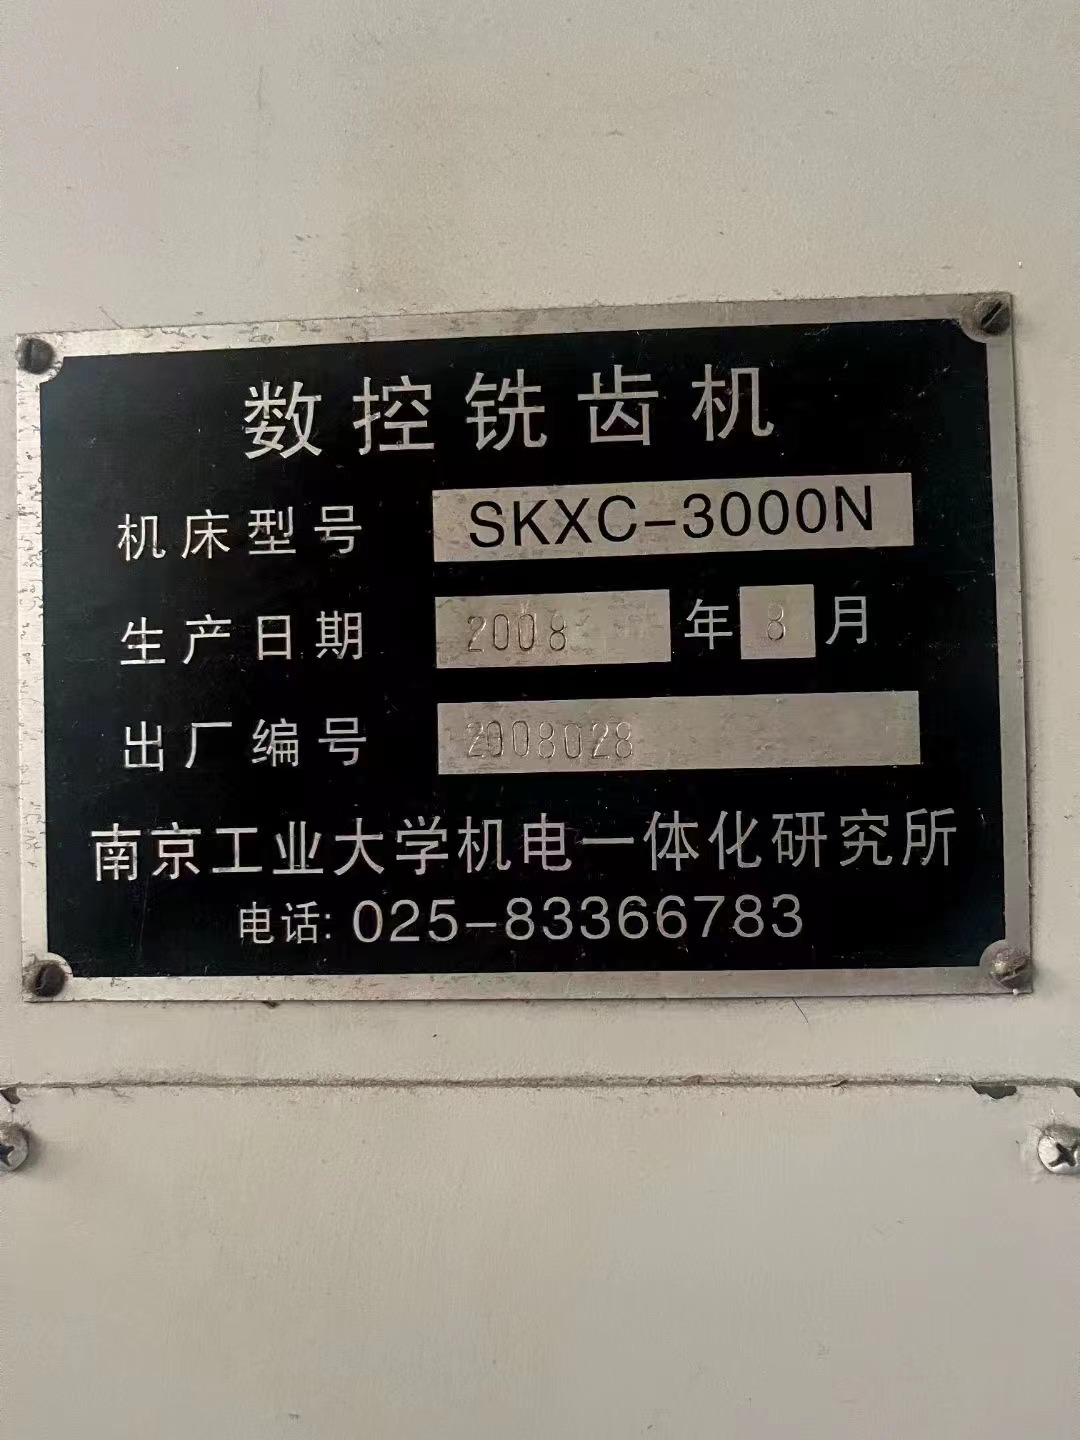 数控铣齿机
机床型号 SKXC-3000N
生产日期 2008 年 8 月
出厂编号 2008028
南京工业大学机电一体化研究所
电话: 025-83366783